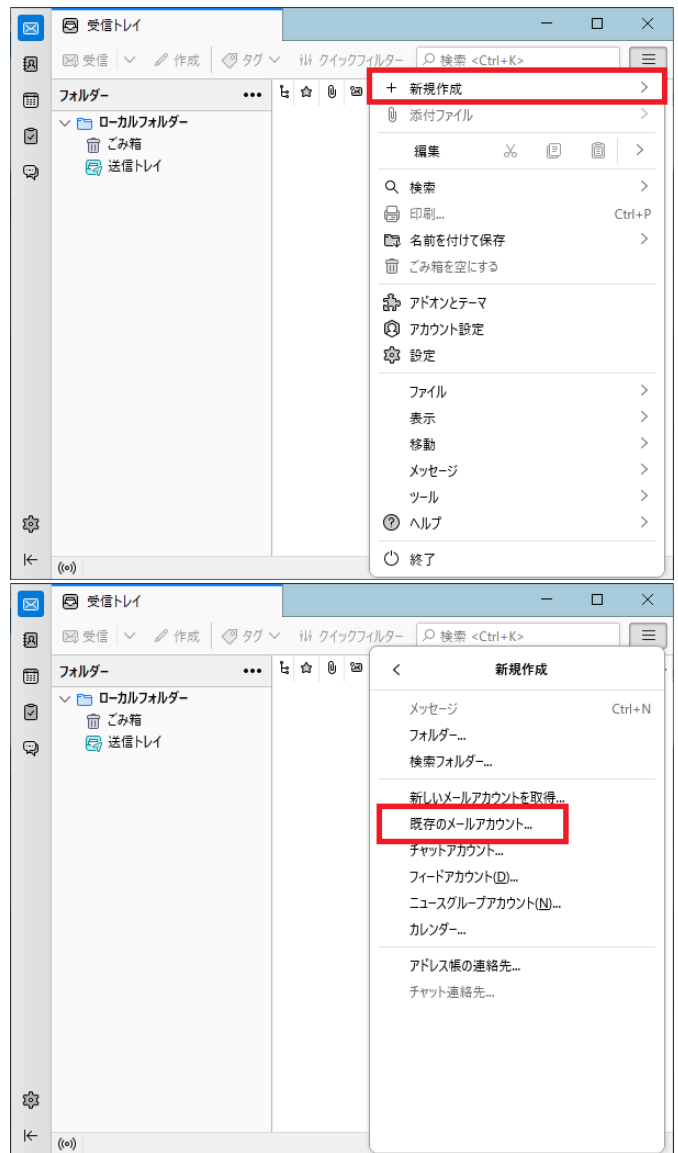 受信トレイ
受信 作成 タグ クイックフィルター 検索 <Ctrl+K>
フォルダー
ローカルフォルダー
ごみ箱
送信トレイ
新規作成
添付ファイル
編集
検索
印刷... Ctrl+P
名前を付けて保存
ごみ箱を空にする
アドオンとテーマ
アカウント設定
設定
ファイル
表示
移動
メッセージ
ツール
ヘルプ
終了
受信トレイ
受信 作成 タグ クイックフィルター 検索 <Ctrl+K>
フォルダー
ローカルフォルダー
ごみ箱
送信トレイ
新規作成
メッセージ Ctrl+N
フォルダー...
検索フォルダー...
新しいメールアカウントを取得...
既存のメールアカウント...
チャットアカウント...
フィードアカウント(D)...
ニュースグループアカウント(N)...
カレンダー...
アドレス帳の連絡先...
チャット連絡先...